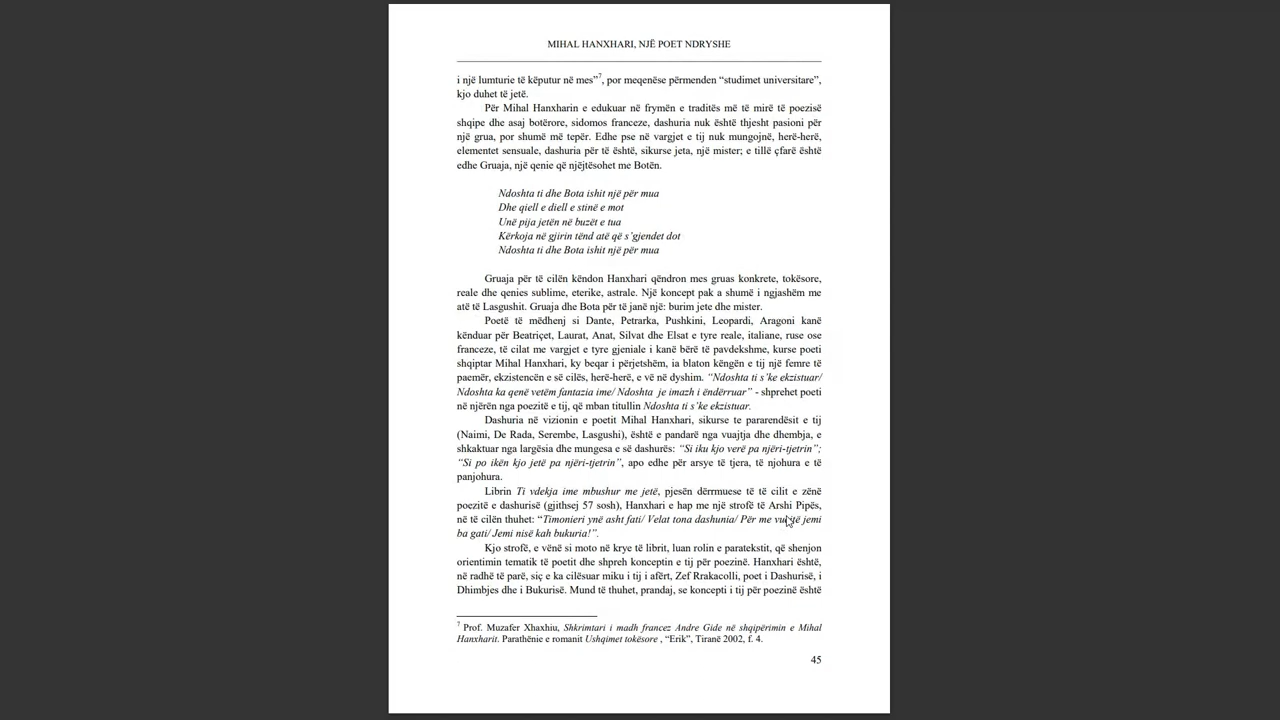 MIHAL HANXHARI, NJË POET NDRYSHE
i një lumturie të këputur në mes”7, por meqenëse përmenden “studimet universitare”,
kjo duhet të jetë.
Për Mihal Hanxharin e edukuar në frymën e traditës më të mirë të poezisë
shqipe dhe asaj botërore, sidomos franceze, dashuria nuk është thjesht pasioni për
një grua, por shumë më tepër. Edhe pse në vargjet e tij nuk mungojnë, herë-herë,
elementet sensuale, dashuria për të është, sikurse jeta, një mister; e tillë çfarë është
edhe Gruaja, një qenie që njëjtësohet me Botën.
Ndoshta ti dhe Bota ishit një për mua
Dhe qiell e diell e stinë e mot
Unë pija jetën në buzët e tua
Kërkoja në gjirin tënd atë që s’gjendet dot
Ndoshta ti dhe Bota ishit një për mua
Gruaja për të cilën këndon Hanxhari qëndron mes gruas konkrete, tokësore,
reale dhe qenies sublime, eterike, astrale. Një koncept pak a shumë i ngjashëm me
atë të Lasgushit. Gruaja dhe Bota për të janë një: burim jete dhe mister.
Poetë të mëdhenj si Dante, Petrarka, Pushkini, Leopardi, Aragoni kanë
kënduar për Beatriçet, Laurat, Anat, Silvat dhe Elsat e tyre reale, italiane, ruse ose
franceze, të cilat me vargjet e tyre gjeniale i kanë bërë të pavdekshme, kurse poeti
shqiptar Mihal Hanxhari, ky beqar i përjetshëm, ia blaton këngën e tij një femre të
paemër, ekzistencën e së cilës, herë-herë, e vë në dyshim. “Ndoshta ti s’ke ekzistuar/
Ndoshta ka qenë vetëm fantazia ime/ Ndoshta je imazh i ëndërruar” - shprehet poeti
në njërën nga poezitë e tij, që mban titullin Ndoshta ti s’ke ekzistuar.
Dashuria në vizionin e poetit Mihal Hanxhari, sikurse te pararendësit e tij
(Naimi, De Rada, Serembe, Lasgushi), është e pandarë nga vuajtja dhe dhembja, e
shkaktuar nga largësia dhe mungesa e së dashurës: “Si iku kjo verë pa njëri-tjetrin”;
“Si po ikën kjo jetë pa njëri-tjetrin”, apo edhe për arsye të tjera, të njohura e të
panjohura.
Librin Ti vdekja ime mbushur me jetë, pjesën dërrmuese të të cilit e zënë
poezitë e dashurisë (gjithsej 57 sosh), Hanxhari e hap me një strofë të Arshi Pipës,
në të cilën thuhet: “Timonieri ynë asht fati/ Velat tona dashunia/ Për me vuejtë jemi
ba gati/ Jemi nisë kah bukuria!”.
Kjo strofë, e vënë si moto në krye të librit, luan rolin e paratekstit, që shenjon
orientimin tematik të poetit dhe shpreh konceptin e tij për poezinë. Hanxhari është,
në radhë të parë, siç e ka cilësuar miku i tij i afërt, Zef Rrakacolli, poet i Dashurisë, i
Dhimbjes dhe i Bukurisë. Mund të thuhet, prandaj, se koncepti i tij për poezinë është
7 Prof. Muzafer Xhaxhiu, Shkrimtari i madh francez Andre Gide në shqipërimin e Mihal
Hanxharit. Parathënie e romanit Ushqimet tokësore , “Erik”, Tiranë 2002, f. 4.
45